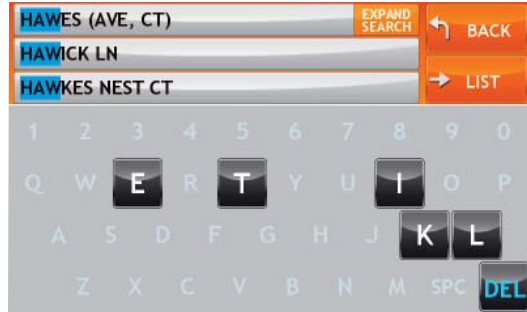 HAWES (AVE, CT)
EXPAND
SEARCH
BACK
HAWICK LN
HAWKES NEST CT
LIST
1 2 3 4 5 6 7 8 9 0
Q W E R T Y U I O P
A S D F G H J K L
Z X C V B N M SPC DEL